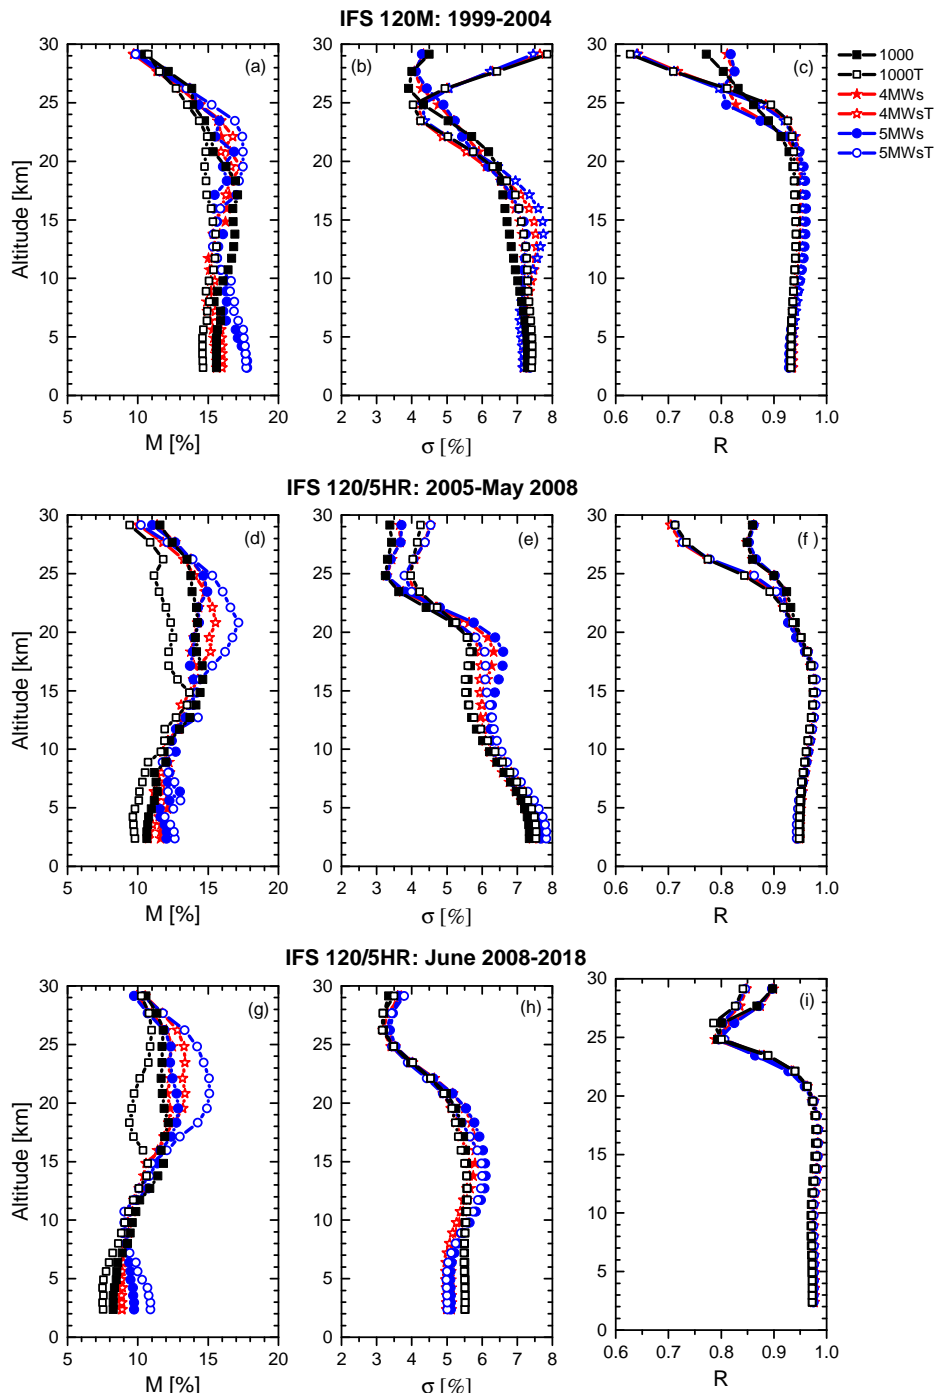 IFS 120M: 1999-2004
30
25
20
15
10
5
0
Altitude [km]
(a)
5 10 15 20
M [%]
(b)
2 3 4 5 6 7 8
σ [%]
30
25
20
15
10
5
0
(c)
0.6 0.7 0.8 0.9 1.0
R
1000
1000T
4MWs
4MWsT
5MWs
5MWsT
IFS 120/5HR: 2005-May 2008
30
25
20
15
10
5
0
Altitude [km]
(d)
5 10 15 20
M [%]
30
25
20
15
10
5
0
(e)
2 3 4 5 6 7 8
σ [%]
30
25
20
15
10
5
0
(f )
0.6 0.7 0.8 0.9 1.0
R
IFS 120/5HR: June 2008-2018
30
25
20
15
10
5
0
Altitude [km]
(g)
5 10 15 20
M [%]
30
25
20
15
10
5
0
(h)
2 3 4 5 6 7 8
σ [%]
30
25
20
15
10
5
0
(i)
0.6 0.7 0.8 0.9 1.0
R